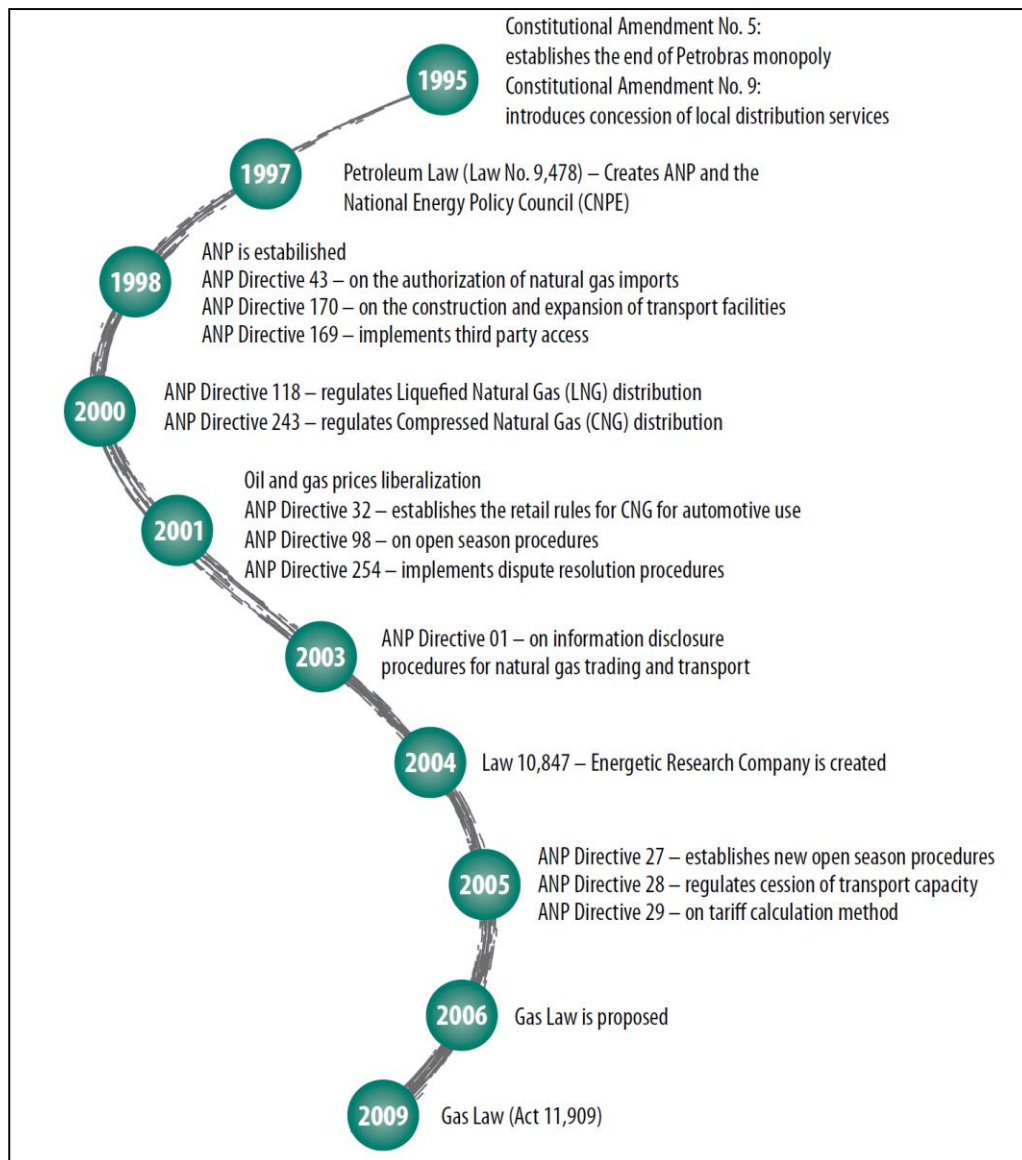 1995
Constitutional Amendment No. 5:
establishes the end of Petrobras monopoly
Constitutional Amendment No. 9:
introduces concession of local distribution services
1997
Petroleum Law (Law No. 9,478) – Creates ANP and the
National Energy Policy Council (CNPE)
1998
ANP is estabilished
ANP Directive 43 – on the authorization of natural gas imports
ANP Directive 170 – on the construction and expansion of transport facilities
ANP Directive 169 – implements third party access
2000
ANP Directive 118 – regulates Liquefied Natural Gas (LNG) distribution
ANP Directive 243 – regulates Compressed Natural Gas (CNG) distribution
2001
Oil and gas prices liberalization
ANP Directive 32 – establishes the retail rules for CNG for automotive use
ANP Directive 98 – on open season procedures
ANP Directive 254 – implements dispute resolution procedures
2003
ANP Directive 01 – on information disclosure
procedures for natural gas trading and transport
2004
Law 10,847 – Energetic Research Company is created
2005
ANP Directive 27 – establishes new open season procedures
ANP Directive 28 – regulates cession of transport capacity
ANP Directive 29 – on tariff calculation method
2006
Gas Law is proposed
2009
Gas Law (Act 11,909)